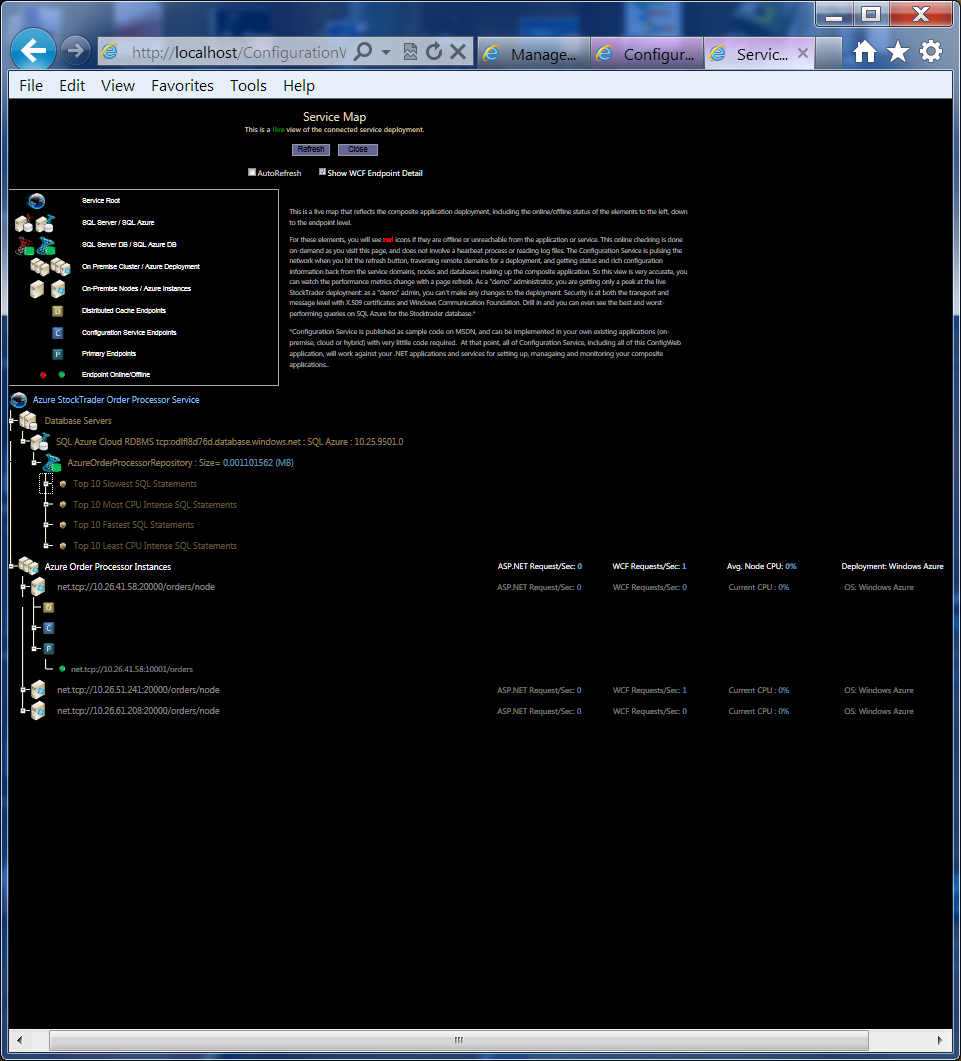 http://localhost/ConfigurationV
Manage...
Configur...
Servic...
File Edit View Favorites Tools Help
Service Map
This is a live view of the connected service deployment.
Refresh Close
AutoRefresh Show WCF Endpoint Detail
Service Root
SQL Server / SQL Azure
SQL Server DB / SQL Azure DB
On Premise Cluster / Azure Deployment
On-Premise Nodes / Azure Instances
D Distributed Cache Endpoints
C Configuration Service Endpoints
P Primary Endpoints
Endpoint Online/Offline
This is a live map that reflects the composite application deployment, including the online/offline status of the elements to the left, down
to the endpoint level.
For these elements, you will see red icons if they are offline or unreachable from the application or service. This online checking is done
on-demand as you visit this page, and does not involve a hearbeat process or reading log files. The Configuration Service is pulsing the
network when you hit the refresh button, traversing remote domains for a deployment, and getting status and rich configuration
information back from the service domains, nodes and databases making up the composite application. So this view is very accurate, you
can watch the performance metrics change with a page refresh. As a "demo" administrator, you are getting only a peak at the live
StockTrader deployment: as a "demo" admin, you can't make any changes to the deployment. Security is at both the transport and
message level with X.509 certificates and Windows Communication Foundation. Drill in and you can even see the best and worst-
performing queries on SQL Azure for the Stocktrader database.*
*Configuration Service is published as sample code on MSDN, and can be implemented in your own existing applications (on-
premise, cloud or hybrid) with very littlle code required. At that point, all of Configuration Service, including all of this ConfigWeb
application, will work against your .NET applications and services for setting up, managaing and monitoring your composite
applications..
Azure StockTrader Order Processor Service
Database Servers
SQL Azure Cloud RDBMS tcp:odlfl8d76d.database.windows.net : SQL Azure : 10.25.9501.0
AzureOrderProcessorRepository : Size= 0.001101562 (MB)
Top 10 Slowest SQL Statements
Top 10 Most CPU Intense SQL Statements
Top 10 Fastest SQL Statements
Top 10 Least CPU Intense SQL Statements
Azure Order Processor Instances ASP.NET Request/Sec: 0 WCF Requests/Sec: 1 Avg. Node CPU: 0% Deployment: Windows Azure
net.tcp://10.26.41.58:20000/orders/node ASP.NET Request/Sec: 0 WCF Requests/Sec: 0 Current CPU : 0% OS: Windows Azure
D
C
P
net.tcp://10.26.41.58:10001/orders
net.tcp://10.26.51.241:20000/orders/node ASP.NET Request/Sec: 0 WCF Requests/Sec: 1 Current CPU : 0% OS: Windows Azure
net.tcp://10.26.61.208:20000/orders/node ASP.NET Request/Sec: 0 WCF Requests/Sec: 0 Current CPU : 0% OS: Windows Azure